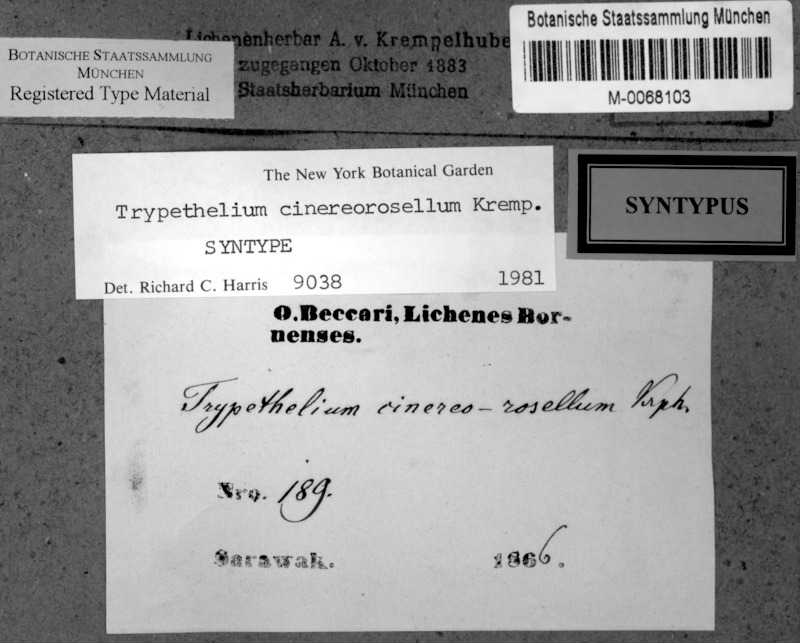 Lichenenherbar A. v. Krempelhube
zugegangen Oktober 1883
Staatsherbarium München
BOTANISCHE STAATSSAMMLUNG
MÜNCHEN
Registered Type Material
Botanische Staatssammlung München
M-0068103
The New York Botanical Garden
Trypethelium cinereorosellum Kremp.
SYNTYPE
Det. Richard C. Harris 9038 1981
SYNTYPUS
O. Beccari, Lichenes Bor-
nenses.
Trypethelium cinereo-rosellum Krph.
Nro. 189.
Sarawak. 1866.